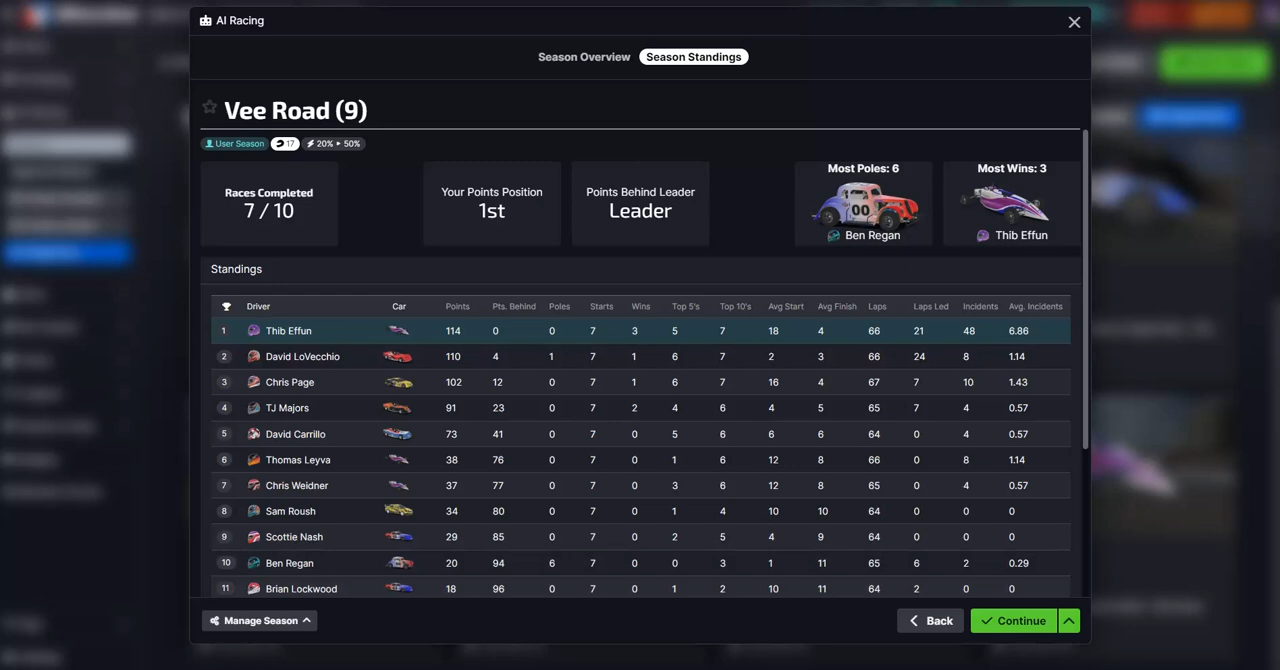 AI Racing
Season Overview Season Standings
Vee Road (9)
User Season 17 20% ▸ 50%
Races Completed
7 / 10
Your Points Position
1st
Points Behind Leader
Leader
Most Poles: 6
00
Ben Regan
Most Wins: 3
Thib Effun
Standings
Driver Car Points Pts. Behind Poles Starts Wins Top 5's Top 10's Avg Start Avg Finish Laps Laps Led Incidents Avg. Incidents
1 Thib Effun 114 0 0 7 3 5 7 18 4 66 21 48 6.86
2 David LoVecchio 110 4 1 7 1 6 7 2 3 66 24 8 1.14
3 Chris Page 102 12 0 7 1 6 7 16 4 67 7 10 1.43
4 TJ Majors 91 23 0 7 2 4 6 4 5 65 7 4 0.57
5 David Carrillo 73 41 0 7 0 5 6 6 6 64 0 4 0.57
6 Thomas Leyva 38 76 0 7 0 1 6 12 8 66 0 8 1.14
7 Chris Weidner 37 77 0 7 0 3 6 12 8 65 0 4 0.57
8 Sam Roush 34 80 0 7 0 1 4 10 10 64 0 0 0
9 Scottie Nash 29 85 0 7 0 2 5 4 9 64 0 0 0
10 Ben Regan 20 94 6 7 0 0 3 1 11 65 6 2 0.29
11 Brian Lockwood 18 96 0 7 0 1 2 10 11 64 2 0 0
Manage Season Back Continue